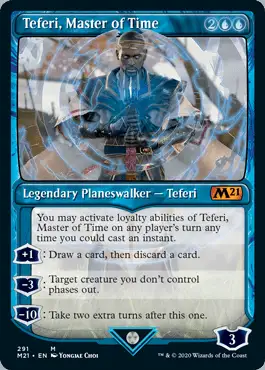 Teferi, Master of Time 2
Legendary Planeswalker — Teferi M21
You may activate loyalty abilities of Teferi,
Master of Time on any player's turn any
time you could cast an instant.
+1: Draw a card, then discard a card.
−3: Target creature you don't control
phases out.
−10: Take two extra turns after this one.
3
291 M
M21 • EN YONGJAE CHOI
™ & © 2020 Wizards of the Coast